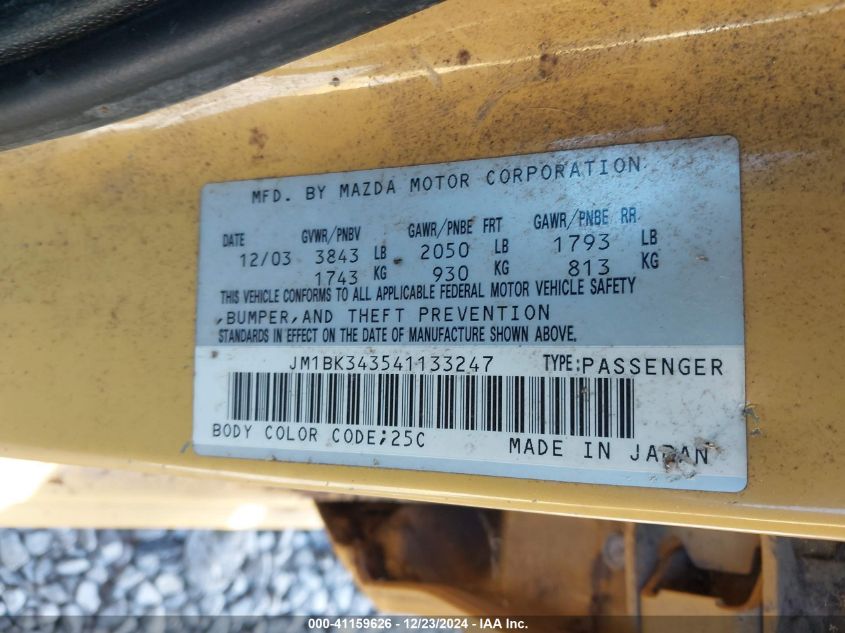 MFD. BY MAZDA MOTOR CORPORATION
DATE GVWR/PNBV GAWR/PNBE FRT GAWR/PNBE RR
12/03 3843 LB 2050 LB 1793 LB
1743 KG 930 KG 813 KG
THIS VEHICLE CONFORMS TO ALL APPLICABLE FEDERAL MOTOR VEHICLE SAFETY
,BUMPER,AND THEFT PREVENTION
STANDARDS IN EFFECT ON THE DATE OF MANUFACTURE SHOWN ABOVE.
JM1BK343541133247 TYPE:PASSENGER
BODY COLOR CODE;25C MADE IN JAPAN
000-41159626 - 12/23/2024 - IAA Inc.